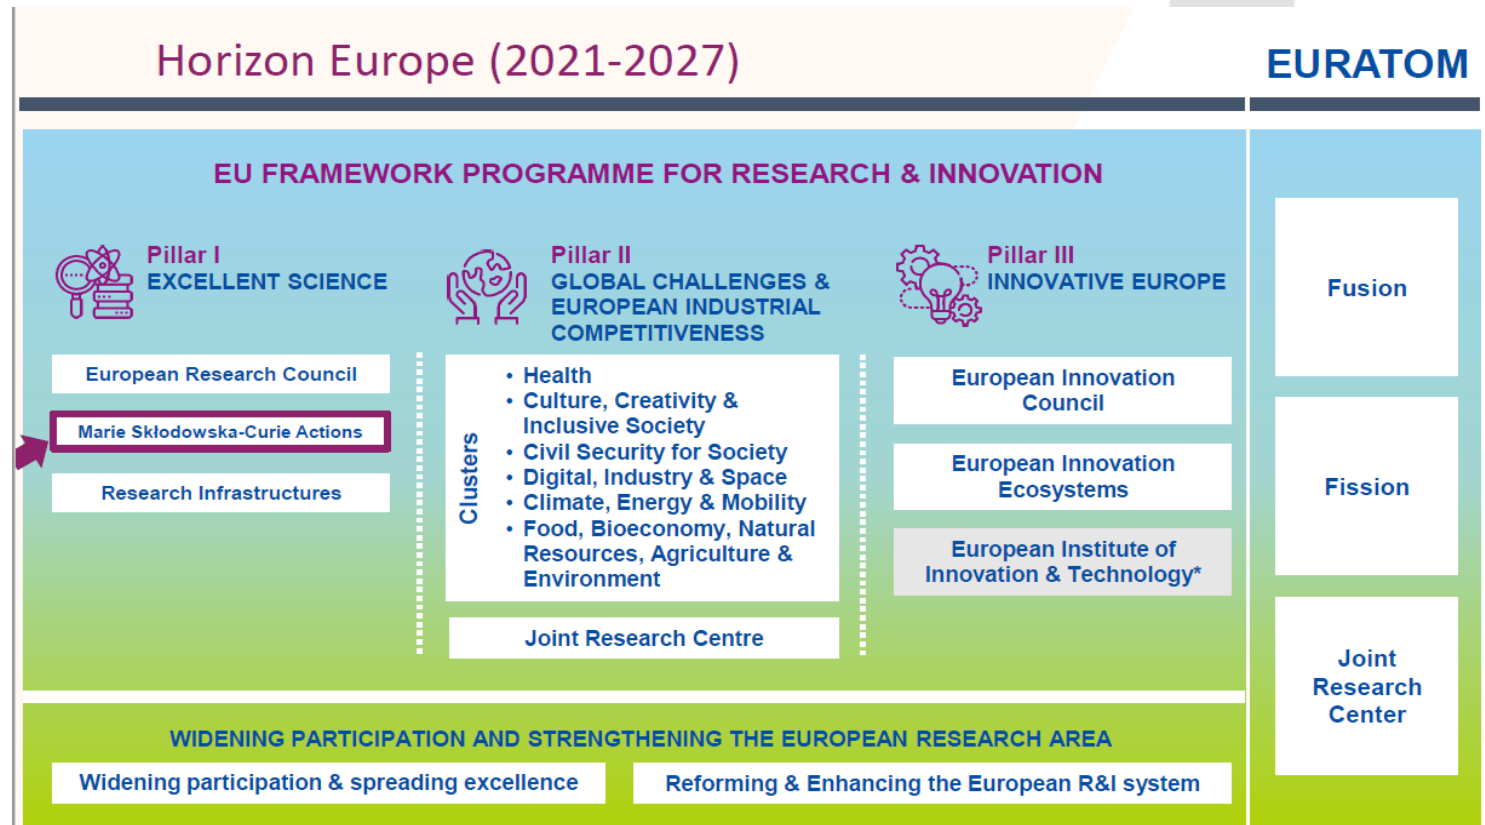 Horizon Europe (2021-2027)
EURATOM
EU FRAMEWORK PROGRAMME FOR RESEARCH & INNOVATION
Pillar I
EXCELLENT SCIENCE
European Research Council
Marie Skłodowska-Curie Actions
Research Infrastructures
Pillar II
GLOBAL CHALLENGES &
EUROPEAN INDUSTRIAL
COMPETITIVENESS
Clusters
• Health
• Culture, Creativity &
Inclusive Society
• Civil Security for Society
• Digital, Industry & Space
• Climate, Energy & Mobility
• Food, Bioeconomy, Natural
Resources, Agriculture &
Environment
Joint Research Centre
Pillar III
INNOVATIVE EUROPE
European Innovation
Council
European Innovation
Ecosystems
European Institute of
Innovation & Technology*
Fusion
Fission
Joint
Research
Center
WIDENING PARTICIPATION AND STRENGTHENING THE EUROPEAN RESEARCH AREA
Widening participation & spreading excellence
Reforming & Enhancing the European R&I system